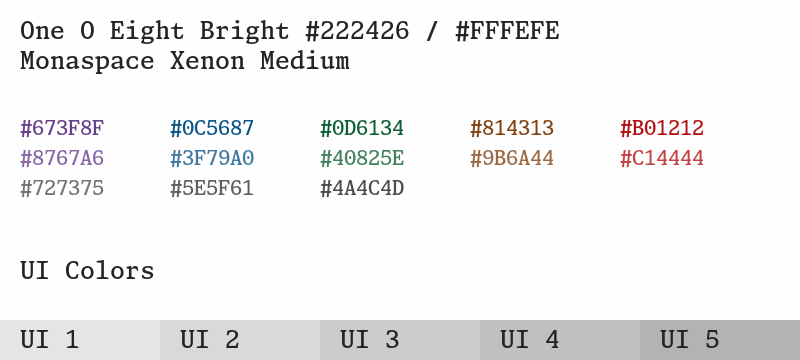 One O Eight Bright #222426 / #FFFEFE
Monaspace Xenon Medium
#673F8F #0C5687 #0D6134 #814313 #B01212
#8767A6 #3F79A0 #40825E #9B6A44 #C14444
#727375 #5E5F61 #4A4C4D
UI Colors
UI 1 UI 2 UI 3 UI 4 UI 5